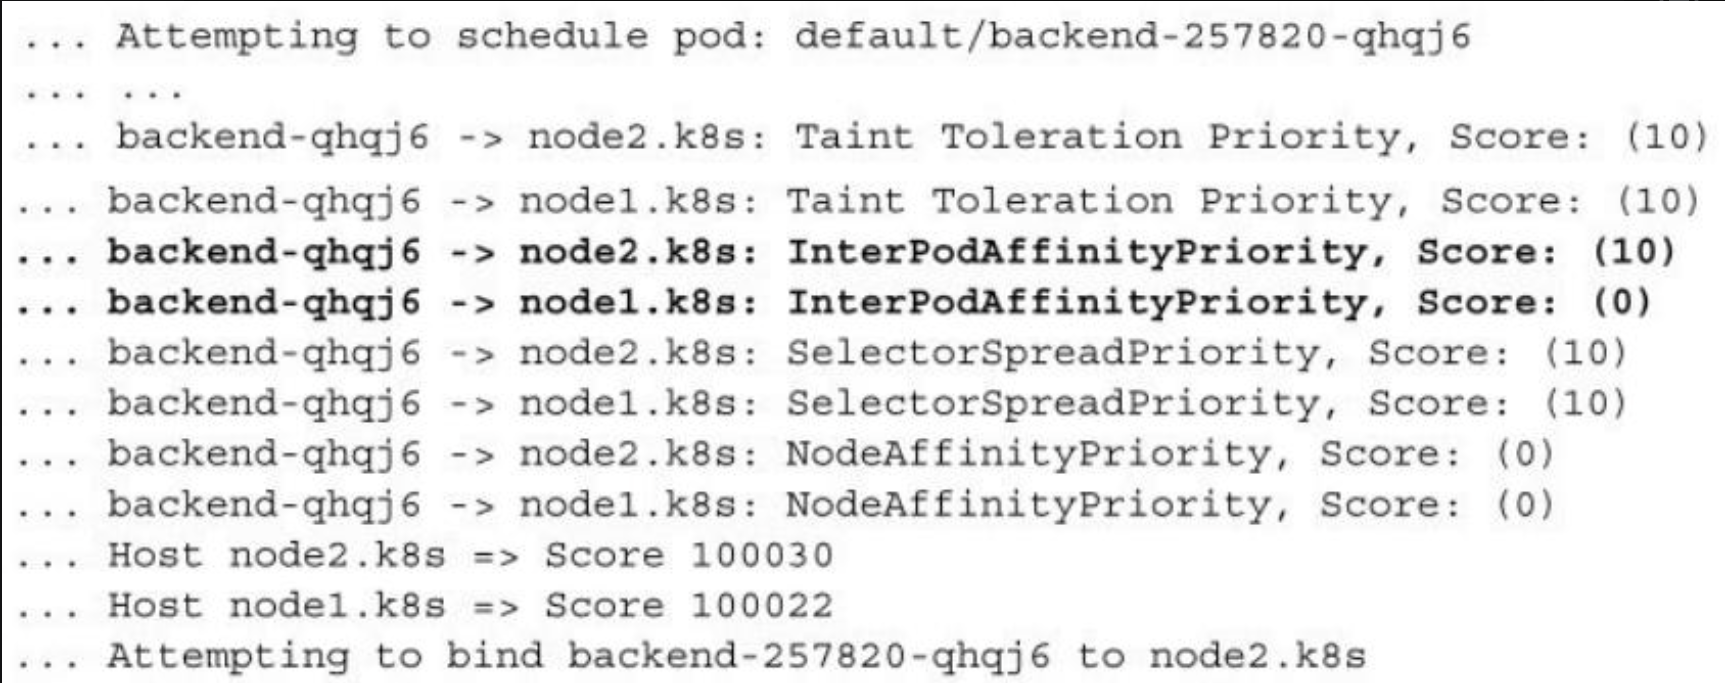 ... Attempting to schedule pod: default/backend-257820-qhqj6
... ...
... backend-qhqj6 -> node2.k8s: Taint Toleration Priority, Score: (10)
... backend-qhqj6 -> node1.k8s: Taint Toleration Priority, Score: (10)
... backend-qhqj6 -> node2.k8s: InterPodAffinityPriority, Score: (10)
... backend-qhqj6 -> node1.k8s: InterPodAffinityPriority, Score: (0)
... backend-qhqj6 -> node2.k8s: SelectorSpreadPriority, Score: (10)
... backend-qhqj6 -> node1.k8s: SelectorSpreadPriority, Score: (10)
... backend-qhqj6 -> node2.k8s: NodeAffinityPriority, Score: (0)
... backend-qhqj6 -> node1.k8s: NodeAffinityPriority, Score: (0)
... Host node2.k8s => Score 100030
... Host node1.k8s => Score 100022
... Attempting to bind backend-257820-qhqj6 to node2.k8s